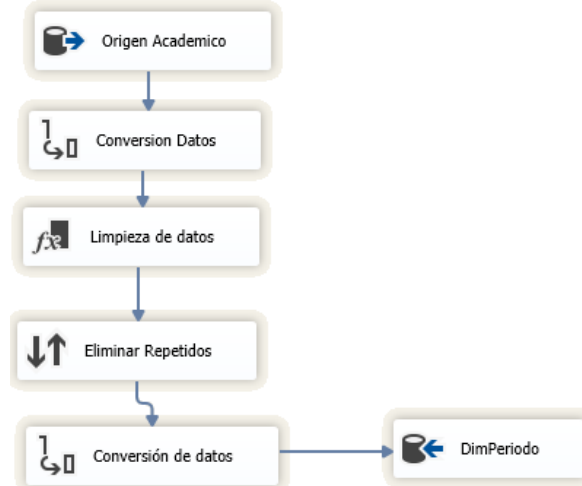 Origen Academico
Conversion Datos
Limpieza de datos
Eliminar Repetidos
Conversión de datos
DimPeriodo